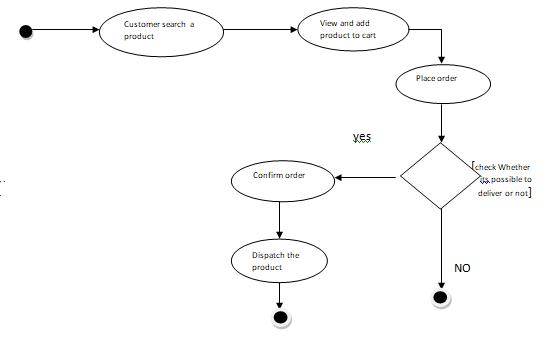 Customer search a
product
View and add
product to cart
Place order
yes
[check Whether
its possible to
deliver or not]
Confirm order
Dispatch the
product
NO